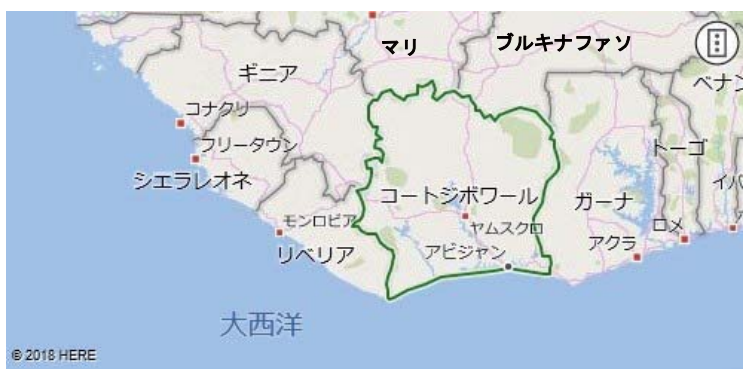 マリ
ブルキナファソ
ギニア
ベナン
コナクリ
フリータウン
トーゴ
シエラレオネ
コートジボワール
ガーナ
モンロビア
ヤムスクロ
ロメ
リベリア
アビジャン
アクラ
大西洋
© 2018 HERE